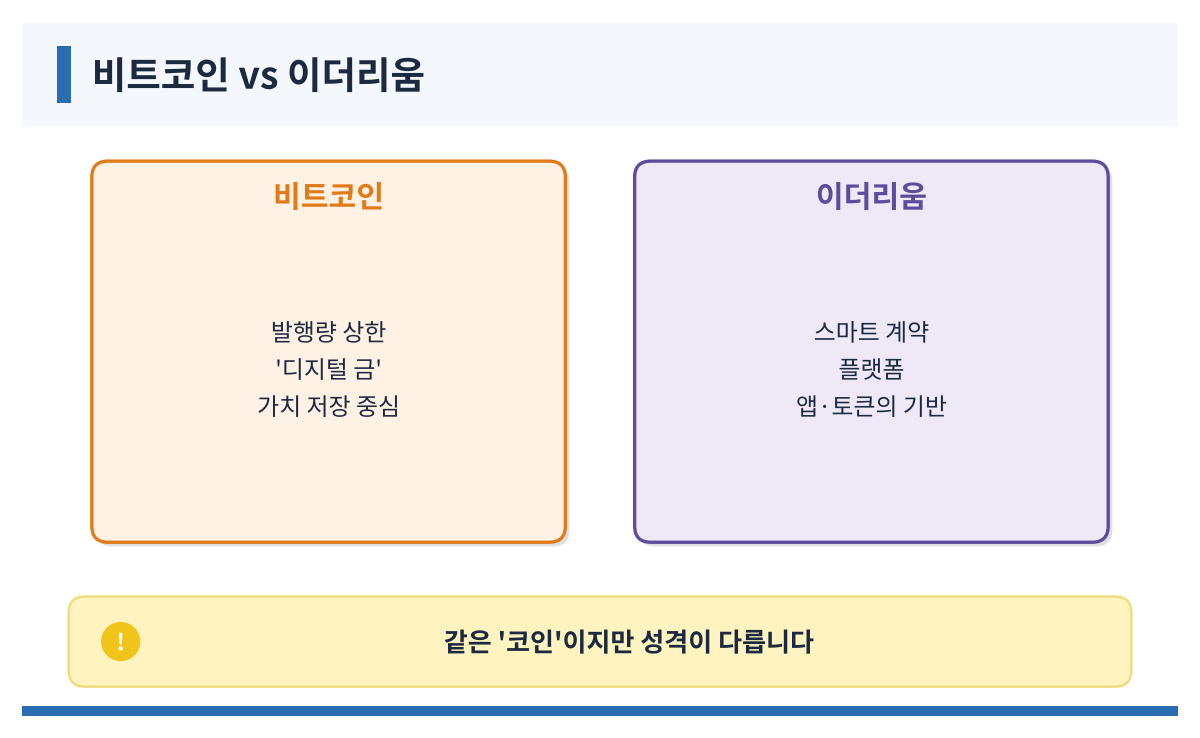 비트코인 vs 이더리움
비트코인
발행량 상한
'디지털 금'
가치 저장 중심
이더리움
스마트 계약
플랫폼
앱·토큰의 기반
!
같은 '코인'이지만 성격이 다릅니다